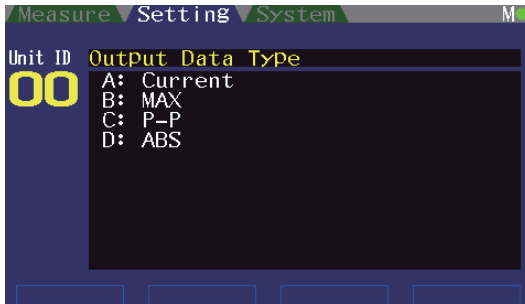 Measure Setting System M
Unit ID Output Data Type
00
A: Current
B: MAX
C: P-P
D: ABS